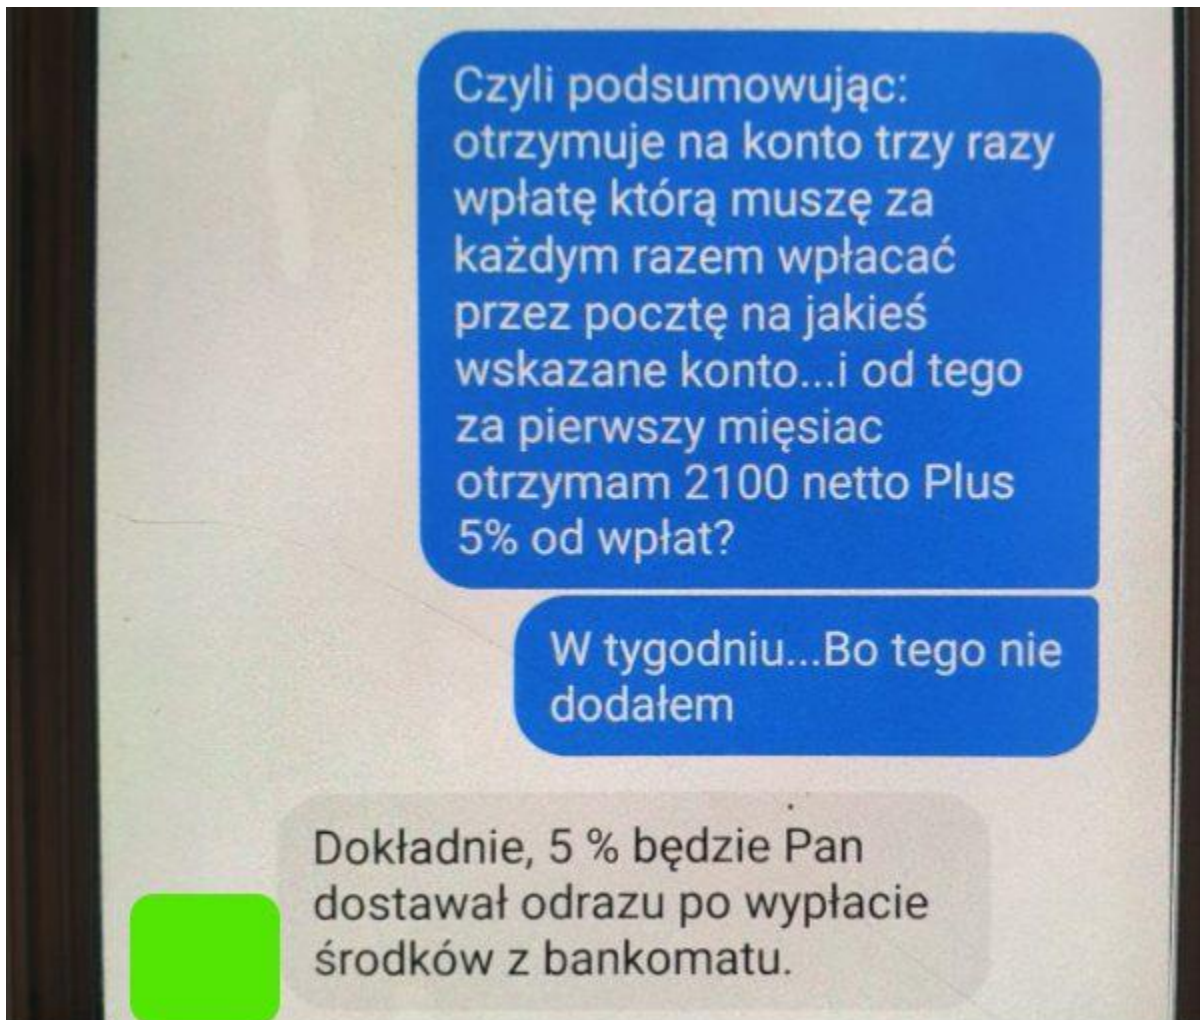 Czyli podsumowując:
otrzymuje na konto trzy razy
wpłatę którą muszę za
każdym razem wpłacać
przez pocztę na jakieś
wskazane konto...i od tego
za pierwszy mięsiac
otrzymam 2100 netto Plus
5% od wpłat?
W tygodniu...Bo tego nie
dodałem
Dokładnie, 5 % będzie Pan
dostawał odrazu po wypłacie
środków z bankomatu.